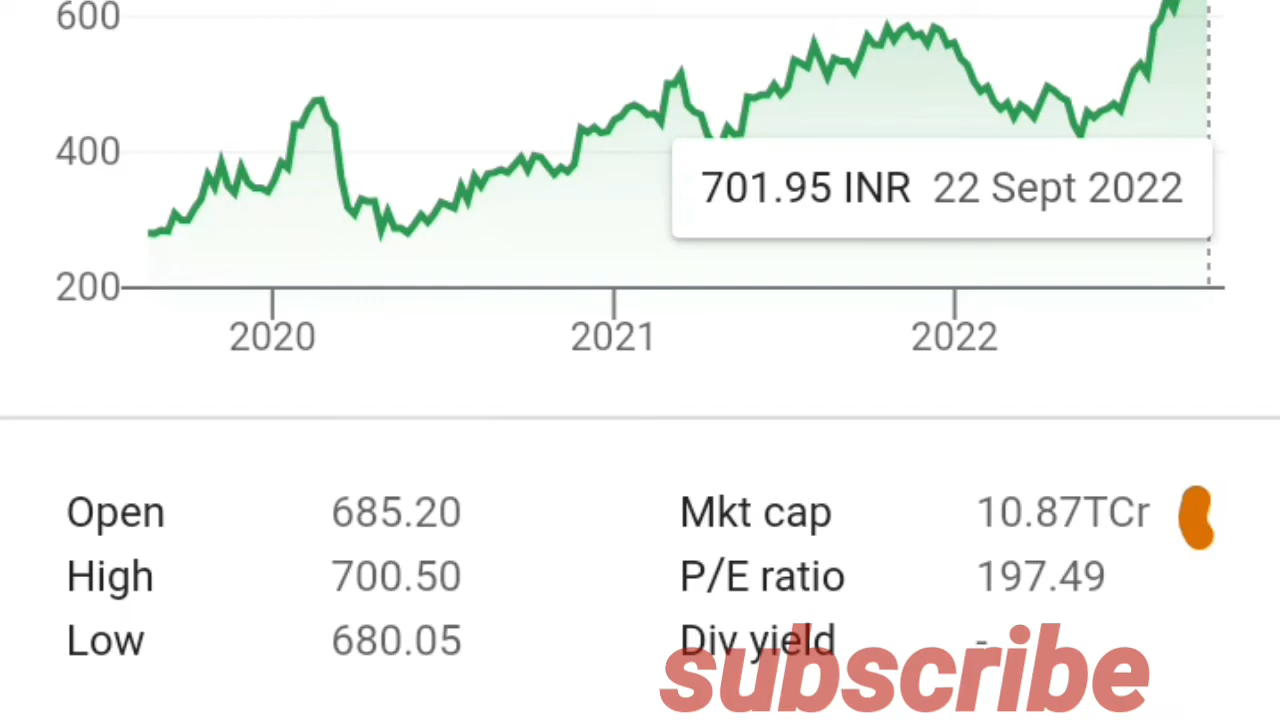 600
400
701.95 INR 22 Sept 2022
200
2020 2021 2022
Open 685.20 Mkt cap 10.87TCr
High 700.50 P/E ratio 197.49
Low 680.05 Div yield -
subscribe